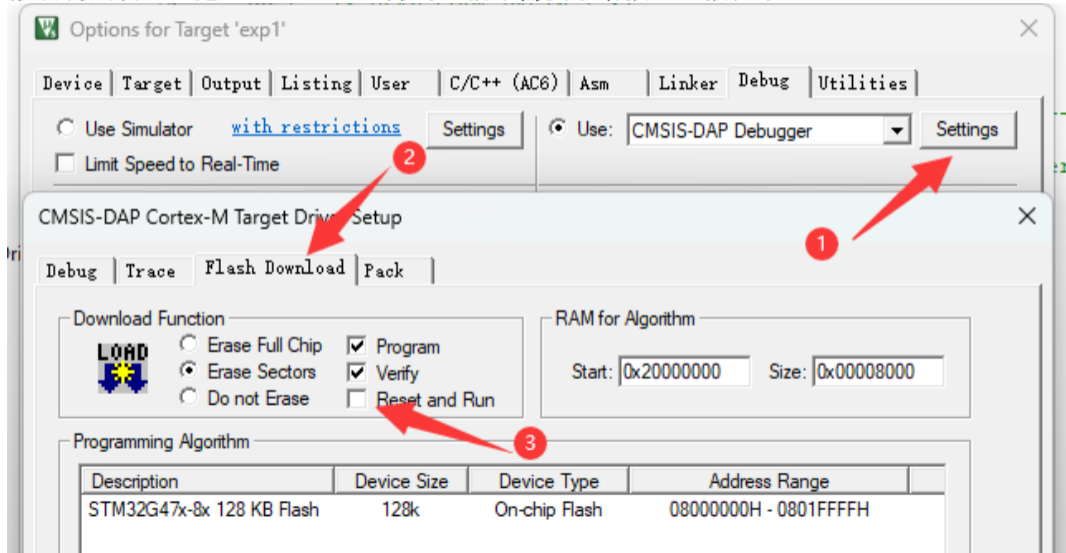 Options for Target 'exp1'
Device Target Output Listing User C/C++ (AC6) Asm Linker Debug Utilities
Use Simulator with restrictions Settings Use: CMSIS-DAP Debugger Settings
Limit Speed to Real-Time
2
1
CMSIS-DAP Cortex-M Target Driver Setup
Debug Trace Flash Download Pack
Download Function RAM for Algorithm
LOAD Erase Full Chip Program
Erase Sectors Verify Start: 0x20000000 Size: 0x00008000
Do not Erase Reset and Run
3
Programming Algorithm
Description Device Size Device Type Address Range
STM32G47x-8x 128 KB Flash 128k On-chip Flash 08000000H - 0801FFFFH